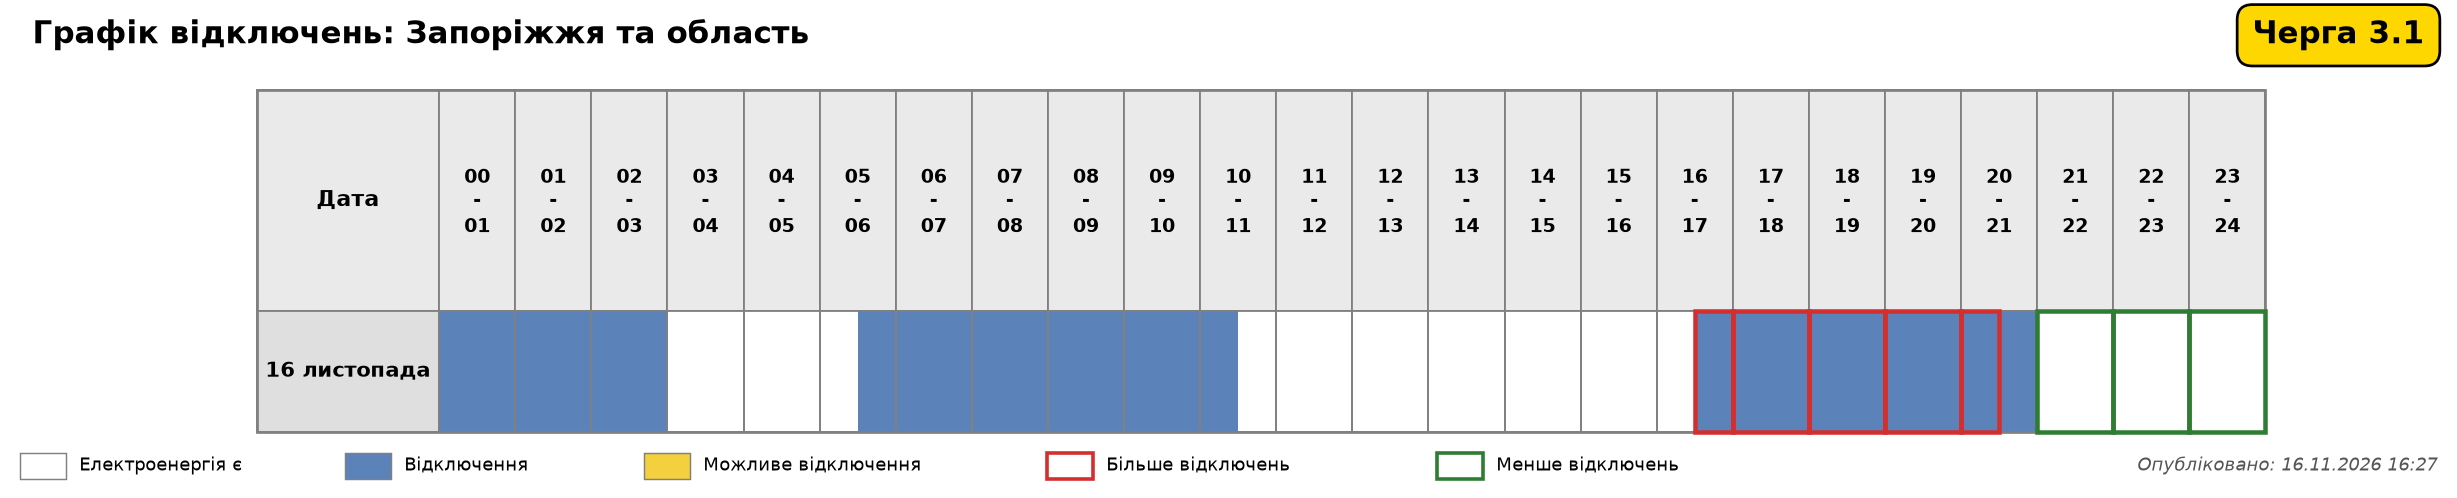 Графік відключень: Запоріжжя та область
Черга 3.1
Дата
00 - 01
01 - 02
02 - 03
03 - 04
04 - 05
05 - 06
06 - 07
07 - 08
08 - 09
09 - 10
10 - 11
11 - 12
12 - 13
13 - 14
14 - 15
15 - 16
16 - 17
17 - 18
18 - 19
19 - 20
20 - 21
21 - 22
22 - 23
23 - 24
16 листопада
Електроенергія є
Відключення
Можливе відключення
Більше відключень
Менше відключень
Опубліковано: 16.11.2026 16:27